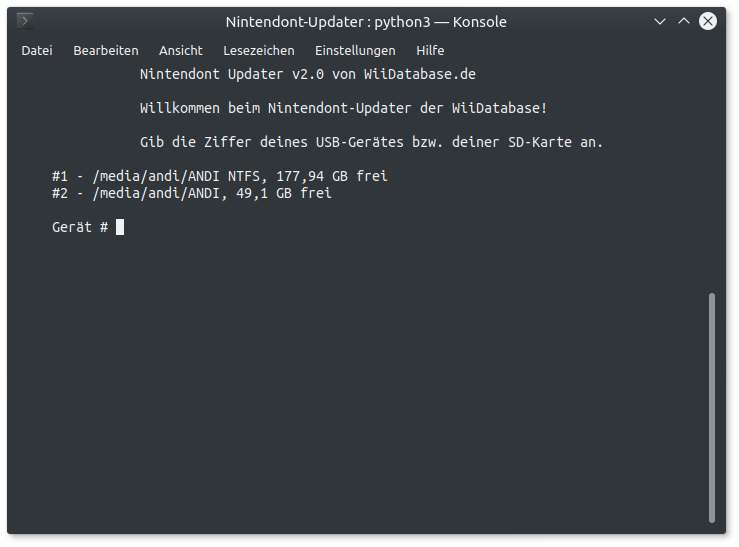 Nintendont-Updater : python3 — Konsole
Datei Bearbeiten Ansicht Lesezeichen Einstellungen Hilfe
Nintendont Updater v2.0 von WiiDatabase.de
Willkommen beim Nintendont-Updater der WiiDatabase!
Gib die Ziffer deines USB-Gerätes bzw. deiner SD-Karte an.
#1 - /media/andi/ANDI NTFS, 177,94 GB frei
#2 - /media/andi/ANDI, 49,1 GB frei
Gerät #